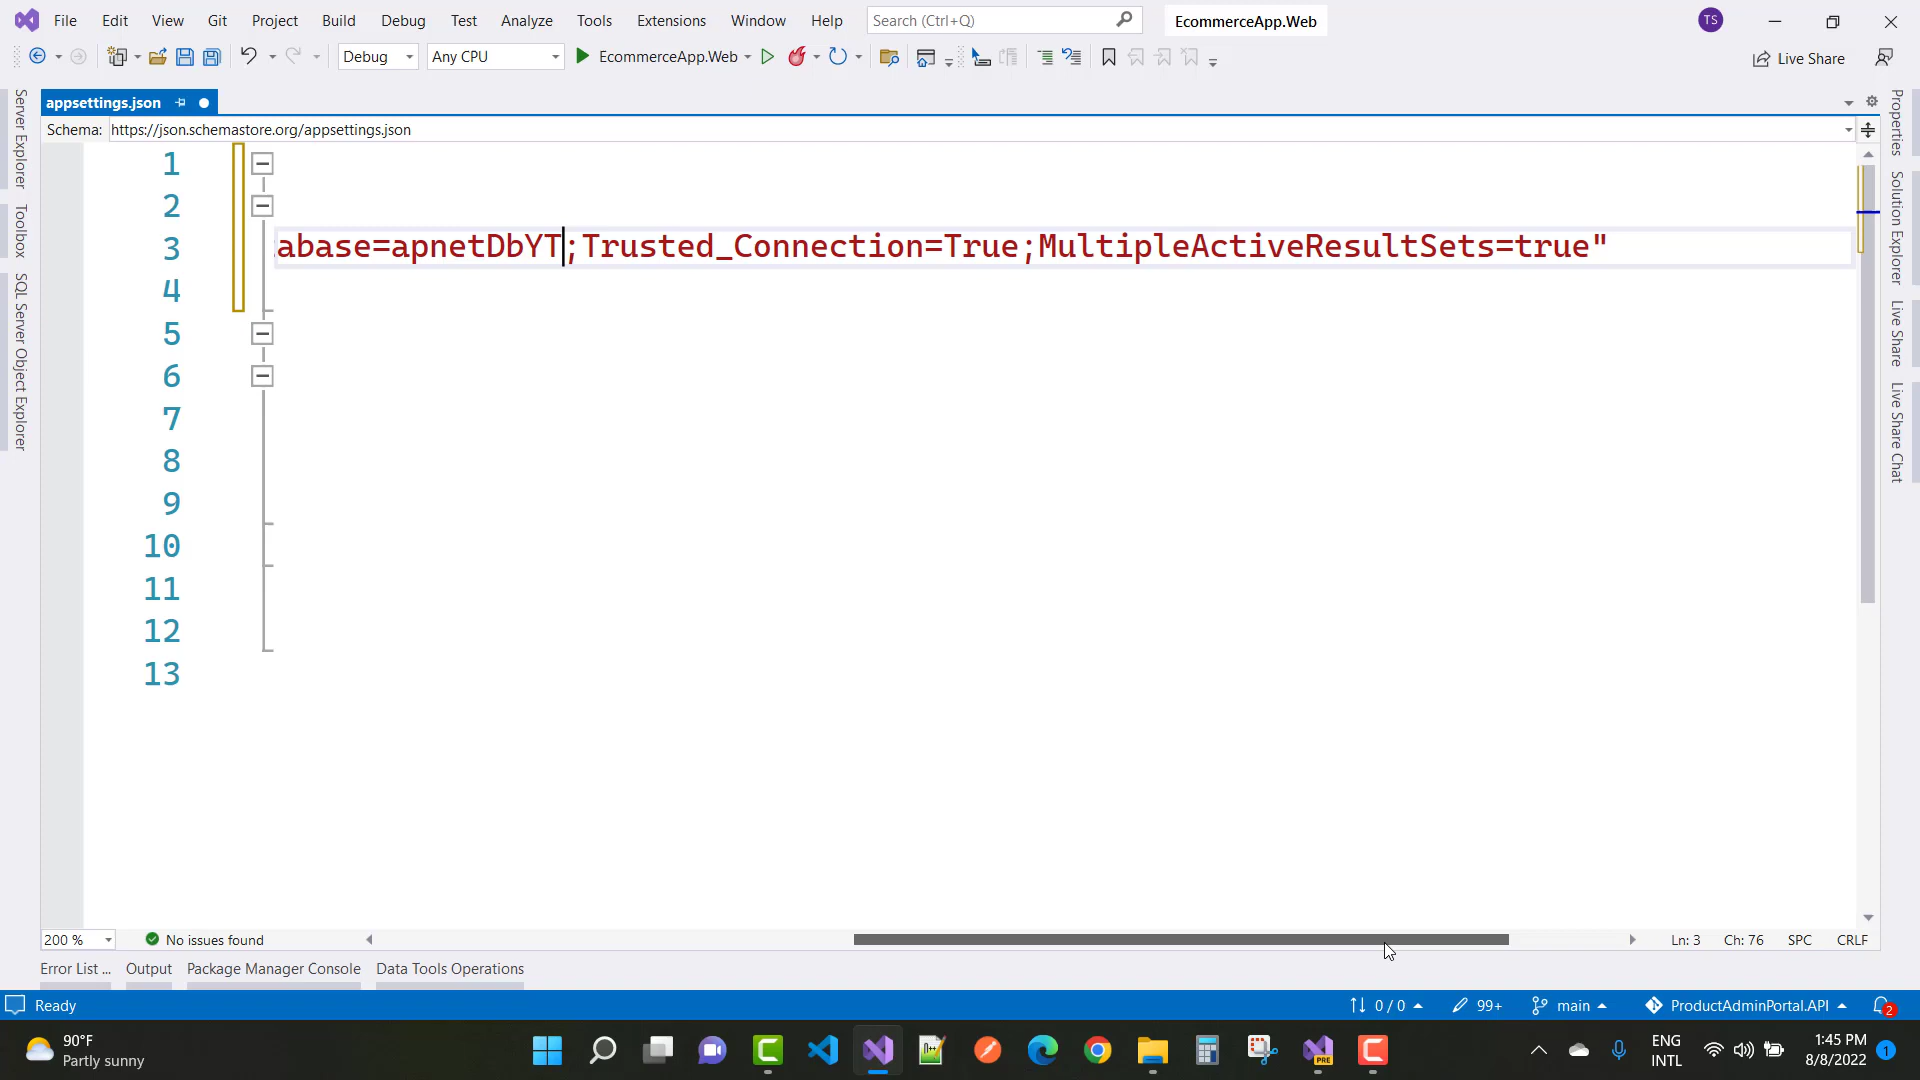 File Edit View Git Project Build Debug Test Analyze Tools Extensions Window Help Search (Ctrl+Q) EcommerceApp.Web TS
Debug Any CPU EcommerceApp.Web Live Share
appsettings.json
Schema: https://json.schemastore.org/appsettings.json
Server Explorer
Toolbox
SQL Server Object Explorer
1
2
3 abase=apnetDbYT;Trusted_Connection=True;MultipleActiveResultSets=true"
4
5
6
7
8
9
10
11
12
13
Properties
Solution Explorer
Live Share
Live Share Chat
200 % No issues found Ln: 3 Ch: 76 SPC CRLF
Error List ... Output Package Manager Console Data Tools Operations
Ready 0 / 0 99+ main ProductAdminPortal.API 2
90°F
Partly sunny
PRE
ENG
INTL
1:45 PM
8/8/2022
1